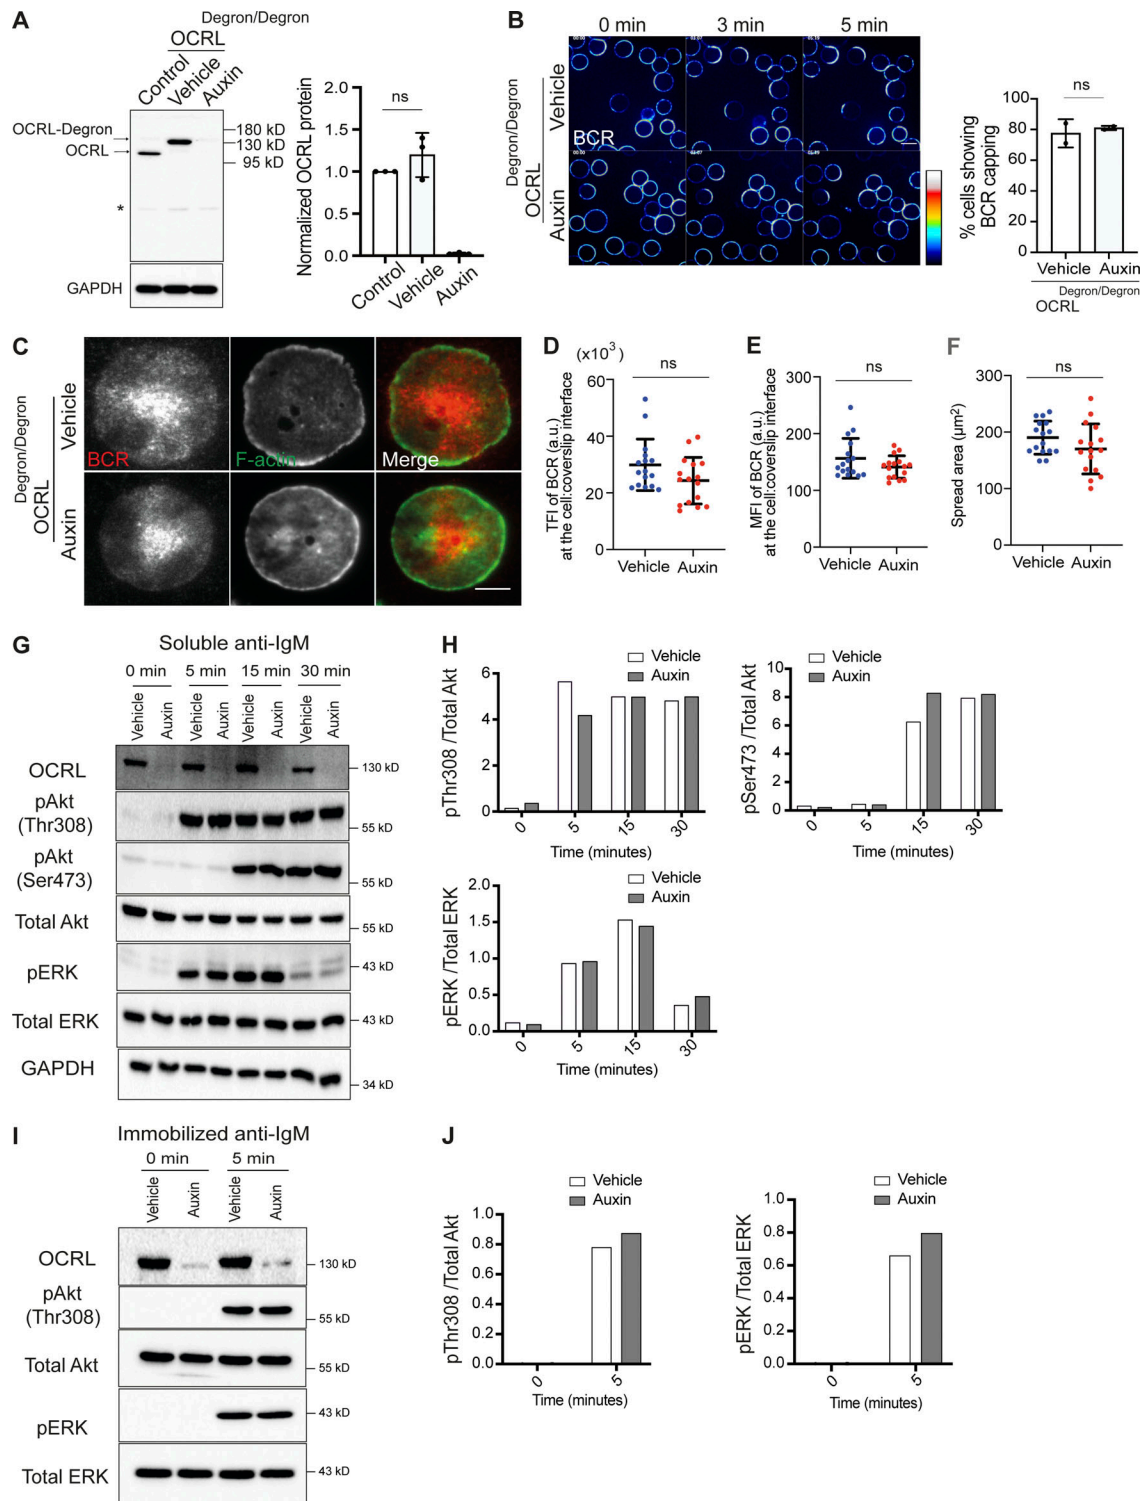 A
Degron/Degron
OCRL
Control
Vehicle
Auxin
OCRL-Degron
OCRL
*
180 kD
130 kD
95 kD
GAPDH
Normalized OCRL protein
2.0
1.5
1.0
0.5
0
ns
Control
Vehicle
Auxin
B
0 min
3 min
5 min
Degron/Degron
OCRL
Vehicle
Auxin
BCR
% cells showing
BCR capping
100
80
60
40
20
0
ns
Vehicle
Auxin
Degron/Degron
OCRL
C
Degron/Degron
OCRL
Vehicle
Auxin
BCR
F-actin
Merge
D
(x10³)
TFI of BCR (a.u.)
at the cell:coverslip interface
60
40
20
0
ns
Vehicle
Auxin
E
MFI of BCR (a.u.)
at the cell:coverslip interface
300
200
100
0
ns
Vehicle
Auxin
F
Spread area (µm²)
300
200
100
0
ns
Vehicle
Auxin
G
Soluble anti-IgM
0 min
5 min
15 min
30 min
Vehicle
Auxin
Vehicle
Auxin
Vehicle
Auxin
Vehicle
Auxin
OCRL
130 kD
pAkt
(Thr308)
55 kD
pAkt
(Ser473)
55 kD
Total Akt
55 kD
pERK
43 kD
Total ERK
43 kD
GAPDH
34 kD
H
Vehicle
Auxin
pThr308 /Total Akt
6
4
2
0
0
5
15
30
Time (minutes)
Vehicle
Auxin
pSer473 /Total Akt
10
8
6
4
2
0
0
5
15
30
Time (minutes)
Vehicle
Auxin
pERK /Total ERK
2.0
1.5
1.0
0.5
0.0
0
5
15
30
Time (minutes)
I
Immobilized anti-IgM
0 min
5 min
Vehicle
Auxin
Vehicle
Auxin
OCRL
130 kD
pAkt
(Thr308)
55 kD
Total Akt
55 kD
pERK
43 kD
Total ERK
43 kD
J
Vehicle
Auxin
pThr308 /Total Akt
1.0
0.8
0.6
0.4
0.2
0.0
0
5
Time (minutes)
Vehicle
Auxin
pERK /Total ERK
1.0
0.8
0.6
0.4
0.2
0.0
0
5
Time (minutes)